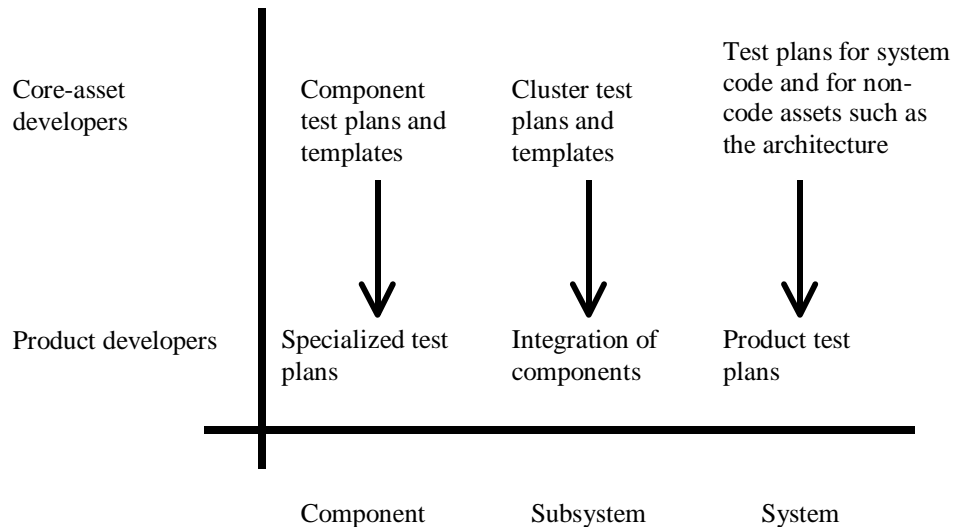 Core-asset
developers
Component
test plans and
templates
Cluster test
plans and
templates
Test plans for system
code and for non-
code assets such as
the architecture
Product developers
Specialized test
plans
Integration of
components
Product test
plans
Component
Subsystem
System